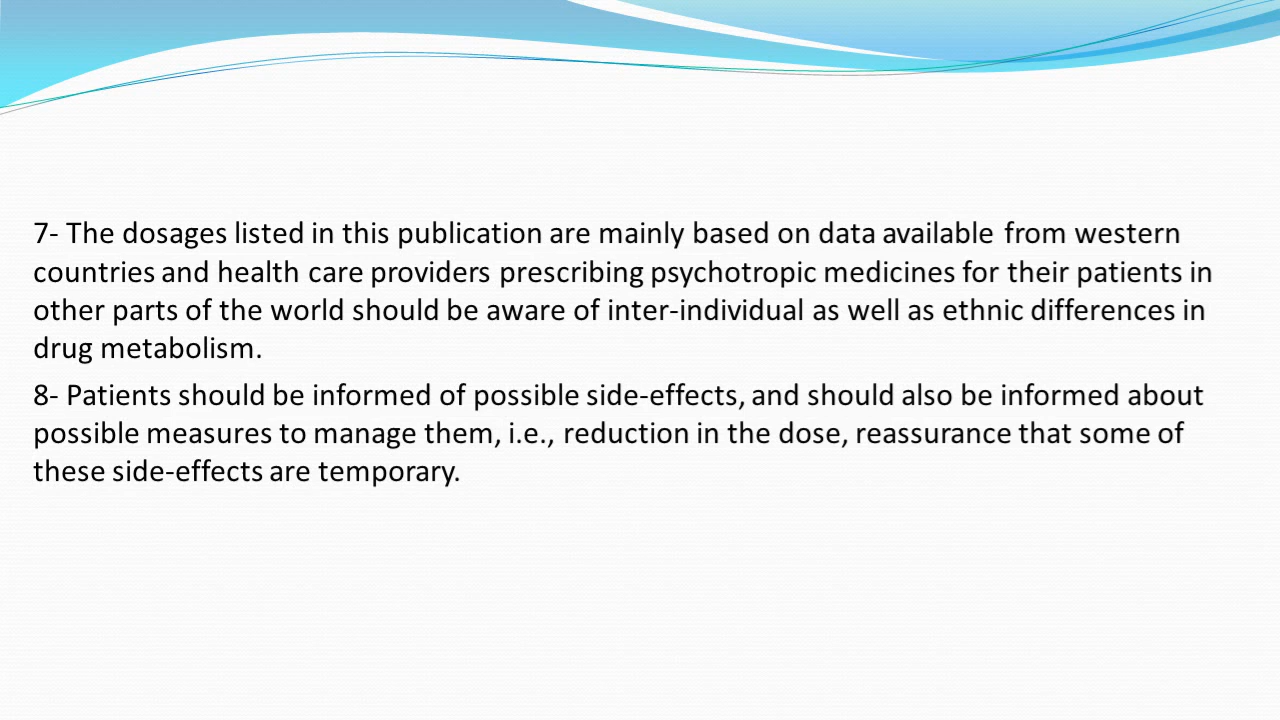 7- The dosages listed in this publication are mainly based on data available from western
countries and health care providers prescribing psychotropic medicines for their patients in
other parts of the world should be aware of inter-individual as well as ethnic differences in
drug metabolism.
8- Patients should be informed of possible side-effects, and should also be informed about
possible measures to manage them, i.e., reduction in the dose, reassurance that some of
these side-effects are temporary.